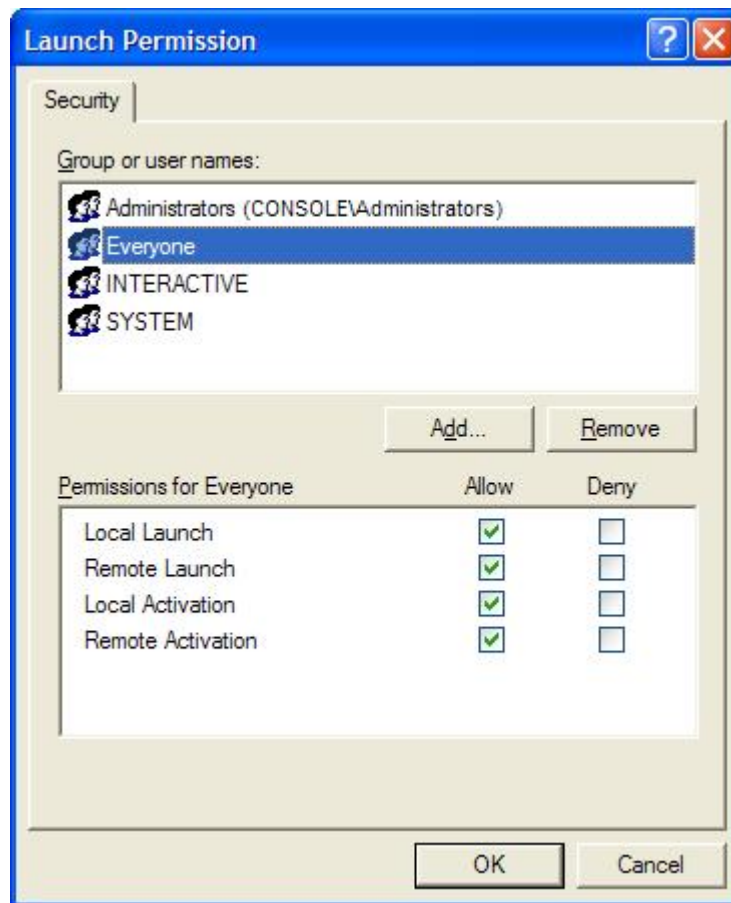 Launch Permission
Security
Group or user names:
Administrators (CONSOLE\Administrators)
Everyone
INTERACTIVE
SYSTEM
Add... Remove
Permissions for Everyone Allow Deny
Local Launch
Remote Launch
Local Activation
Remote Activation
OK Cancel